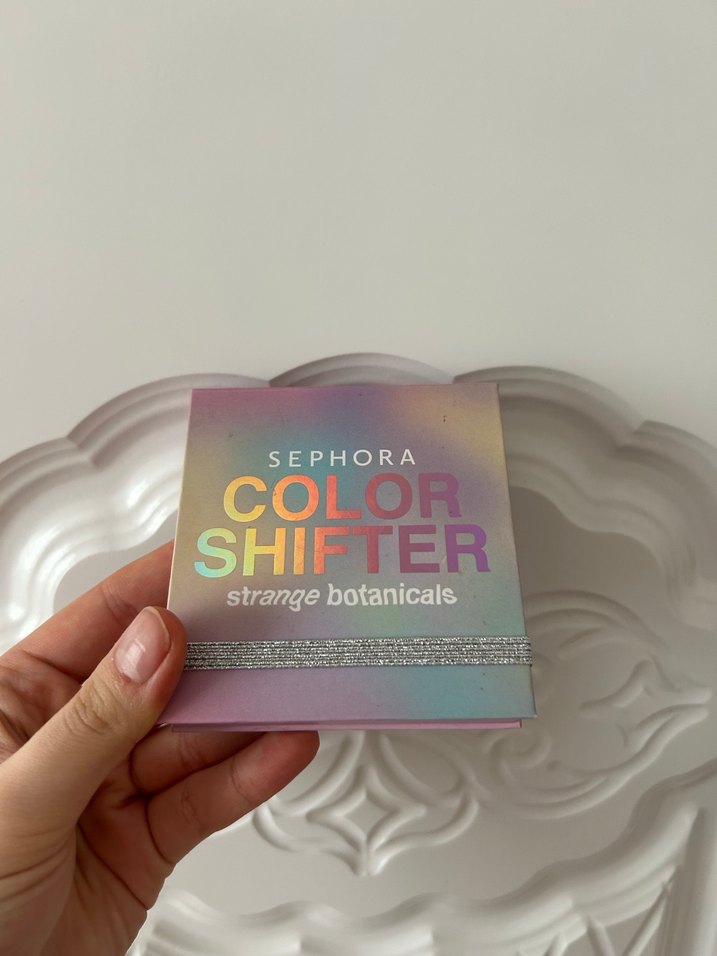 SEPHORA
COLOR
SHIFTER
strange botanicals